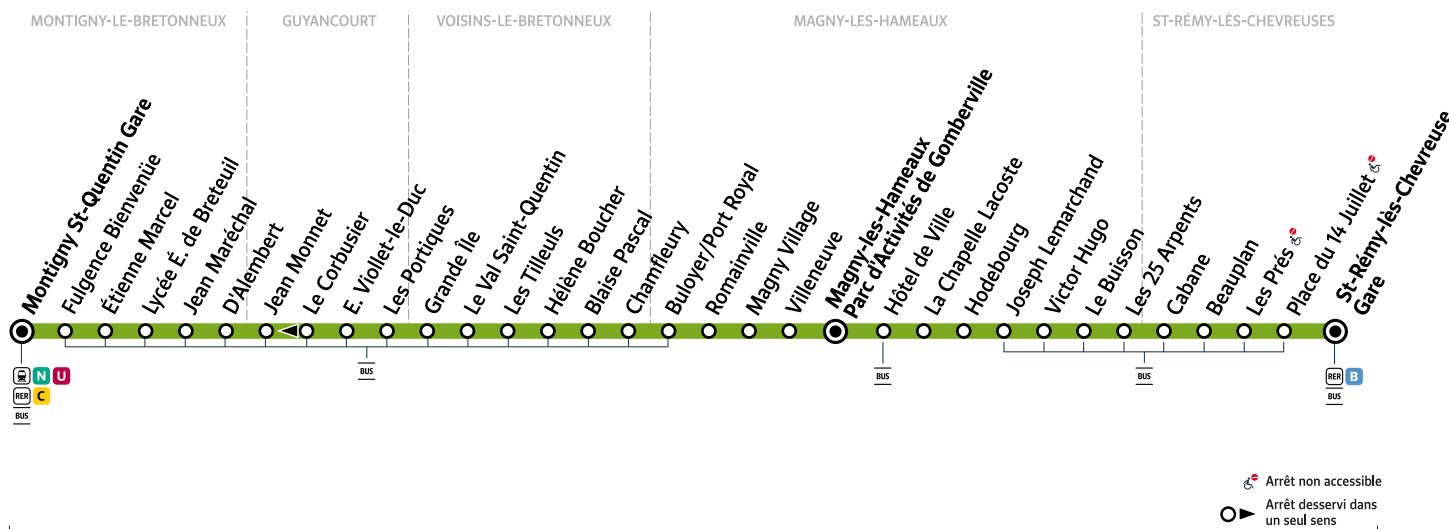 MONTIGNY-LE-BRETONNEUX
GUYANCOURT
VOISINS-LE-BRETONNEUX
MAGNY-LES-HAMEAUX
ST-RÉMY-LÈS-CHEVREUSES
Montigny St-Quentin Gare
Fulgence Bienvenüe
Étienne Marcel
Lycée É. de Breteuil
Jean Maréchal
D'Alembert
Jean Monnet
Le Corbusier
E. Viollet-le-Duc
Les Portiques
Grande Île
Le Val Saint-Quentin
Les Tilleuls
Hélène Boucher
Blaise Pascal
Chamfleury
Buloyer/Port Royal
Romainville
Magny Village
Villeneuve
Magny-les-Hameaux
Parc d'Activités de Gomberville
Hôtel de Ville
La Chapelle Lacoste
Hodebourg
Joseph Lemarchand
Victor Hugo
Le Buisson
Les 25 Arpents
Cabane
Beauplan
Les Prés
Place du 14 Juillet
St-Rémy-lès-Chevreuse
Gare
N U
RER C
BUS
BUS
BUS
BUS
RER B
BUS
Arrêt non accessible
Arrêt desservi dans
un seul sens